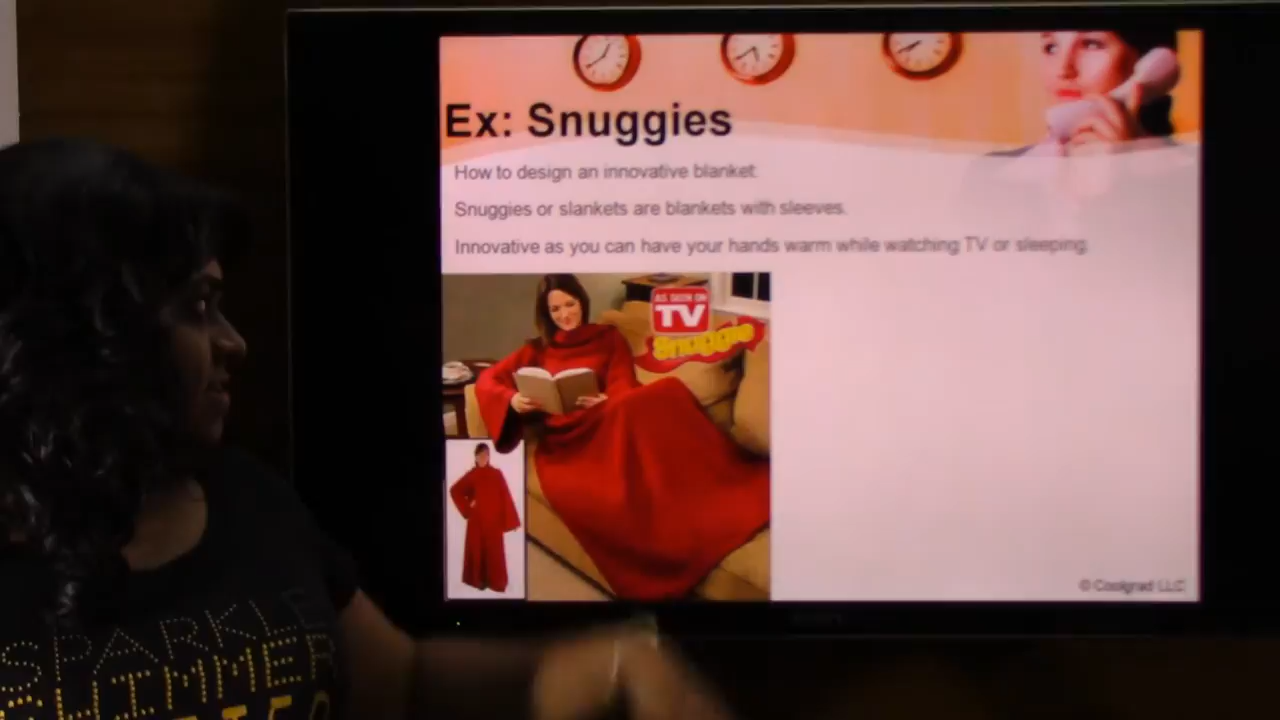 Ex: Snuggies
How to design an innovative blanket.
Snuggies or slankets are blankets with sleeves.
Innovative as you can have your hands warm while watching TV or sleeping.
AS SEEN ON
TV
Snuggie
© Coolgrad LLC
SPARKLE
SHIMMER